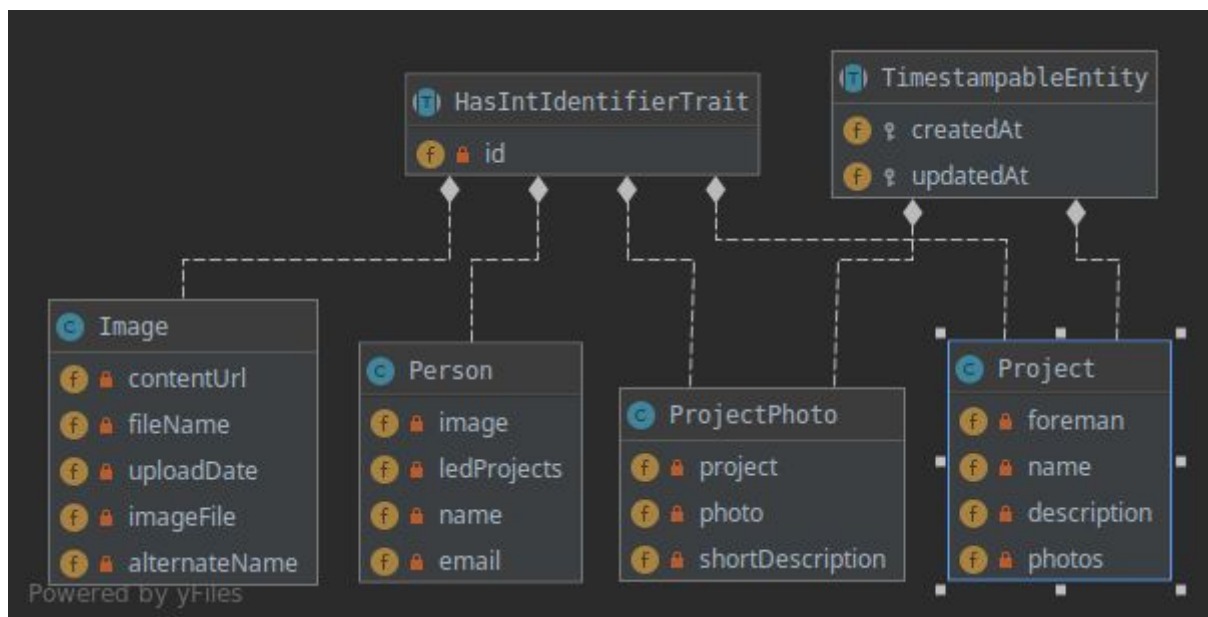 HasIntIdentifierTrait
id
TimestampableEntity
createdAt
updatedAt
Image
contentUrl
fileName
uploadDate
imageFile
alternateName
Person
image
ledProjects
name
email
ProjectPhoto
project
photo
shortDescription
Project
foreman
name
description
photos
Powered by yFiles